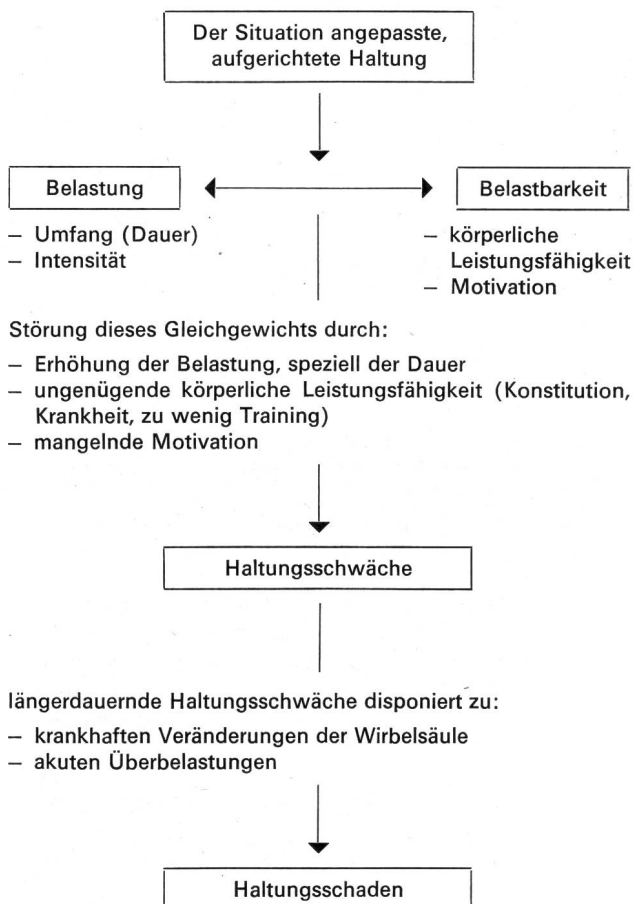 Der Situation angepasste,
aufgerichtete Haltung
Belastung
Belastbarkeit
– Umfang (Dauer)
– Intensität
– körperliche
Leistungsfähigkeit
– Motivation
Störung dieses Gleichgewichts durch:
– Erhöhung der Belastung, speziell der Dauer
– ungenügende körperliche Leistungsfähigkeit (Konstitution,
Krankheit, zu wenig Training)
– mangelnde Motivation
Haltungsschwäche
längerdauernde Haltungsschwäche disponiert zu:
– krankhaften Veränderungen der Wirbelsäule
– akuten Überbelastungen
Haltungsschaden